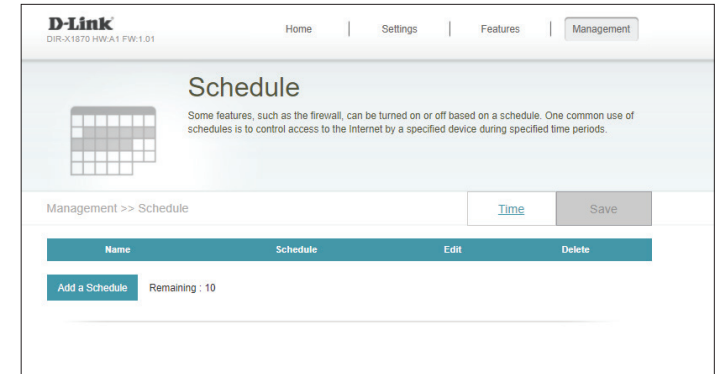 D-Link
DIR-X1870 HW:A1 FW:1.01
Home | Settings | Features | Management
Schedule
Some features, such as the firewall, can be turned on or off based on a schedule. One common use of
schedules is to control access to the Internet by a specified device during specified time periods.
Management >> Schedule
Time
Save
Name Schedule Edit Delete
Add a Schedule Remaining : 10